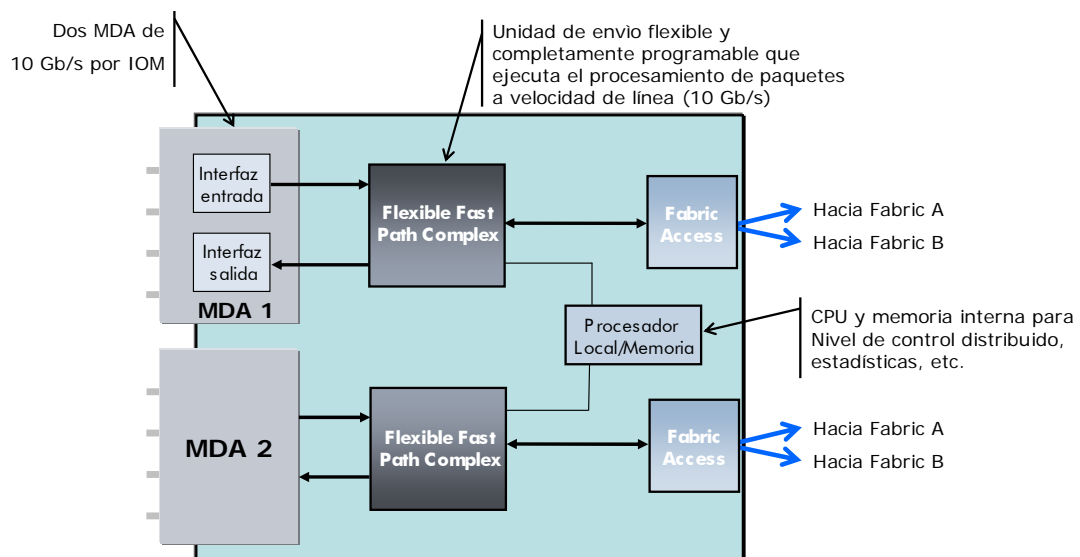 Dos MDA de
10 Gb/s por IOM
Unidad de envìo flexible y
completamente programable que
ejecuta el procesamiento de paquetes
a velocidad de línea (10 Gb/s)
Interfaz
entrada
Interfaz
salida
MDA 1
Flexible Fast
Path Complex
Fabric
Access
Hacia Fabric A
Hacia Fabric B
Procesador
Local/Memoria
CPU y memoria interna para
Nivel de control distribuido,
estadísticas, etc.
MDA 2
Flexible Fast
Path Complex
Fabric
Access
Hacia Fabric A
Hacia Fabric B